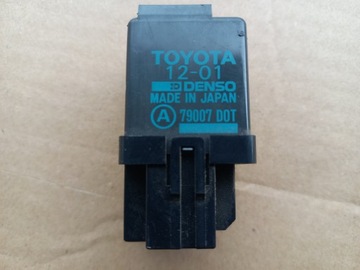 TOYOTA
12-01
DENSO
MADE IN JAPAN
A 79007 DOT